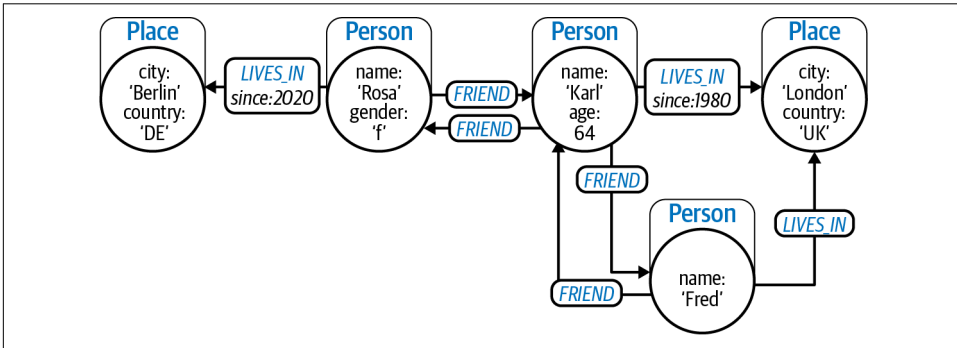 Place
Person
Person
Place
city:
'Berlin'
country:
'DE'
LIVES_IN
since:2020
name:
'Rosa'
gender:
'f'
FRIEND
FRIEND
name:
'Karl'
age:
64
LIVES_IN
since:1980
city:
'London'
country:
'UK'
FRIEND
Person
LIVES_IN
name:
'Fred'
FRIEND